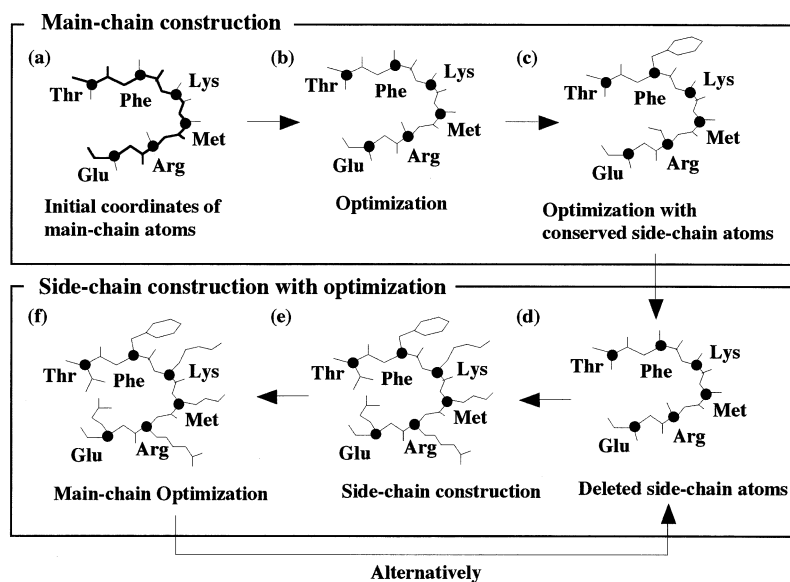 Main-chain construction
(a)
Thr
Phe
Lys
Met
Arg
Glu
Initial coordinates of
main-chain atoms
(b)
Thr
Phe
Lys
Met
Arg
Glu
Optimization
(c)
Thr
Phe
Lys
Met
Arg
Glu
Optimization with
conserved side-chain atoms
Side-chain construction with optimization
(f)
Thr
Phe
Lys
Met
Arg
Glu
Main-chain Optimization
(e)
Thr
Phe
Lys
Met
Arg
Glu
Side-chain construction
(d)
Thr
Phe
Lys
Met
Arg
Glu
Deleted side-chain atoms
Alternatively